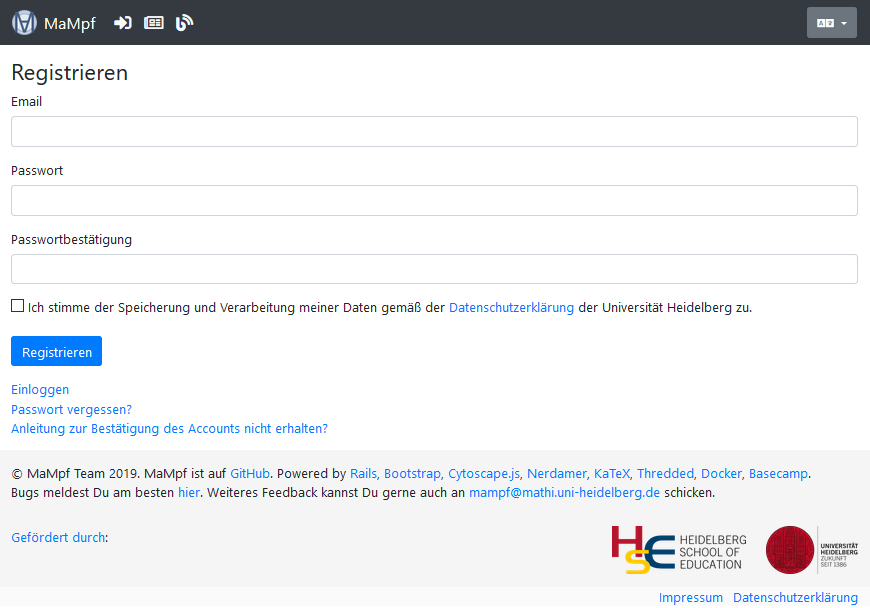 MaMpf
Registrieren
Email
Passwort
Passwortbestätigung
Ich stimme der Speicherung und Verarbeitung meiner Daten gemäß der Datenschutzerklärung der Universität Heidelberg zu.
Registrieren
Einloggen
Passwort vergessen?
Anleitung zur Bestätigung des Accounts nicht erhalten?
© MaMpf Team 2019. MaMpf ist auf GitHub. Powered by Rails, Bootstrap, Cytoscape.js, Nerdamer, KaTeX, Thredded, Docker, Basecamp.
Bugs meldest Du am besten hier. Weiteres Feedback kannst Du gerne auch an mampf@mathi.uni-heidelberg.de schicken.
Gefördert durch:
HSE
HEIDELBERG
SCHOOL OF
EDUCATION
UNIVERSITÄT
HEIDELBERG
ZUKUNFT
SEIT 1386
Impressum Datenschutzerklärung